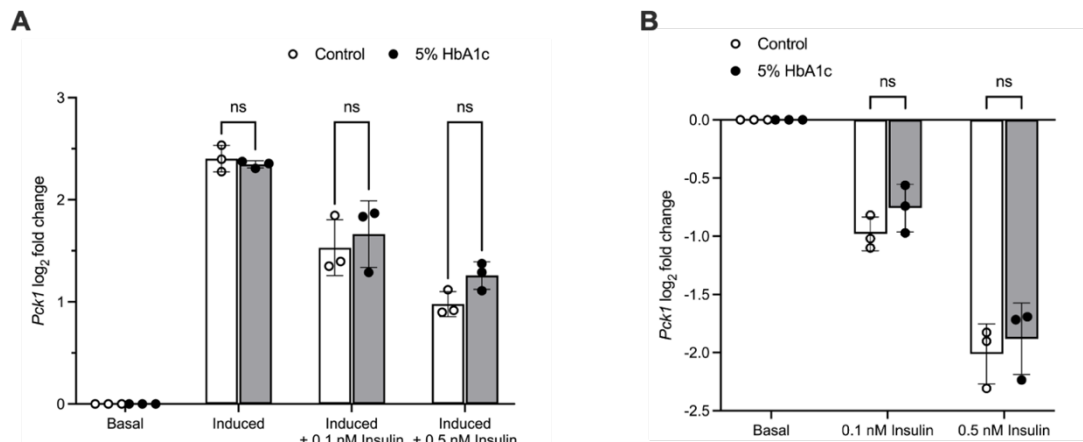 A
Control
5% HbA1c
3
2
1
0
Pck1 log2 fold change
ns
ns
ns
Basal
Induced
Induced
+ 0.1 nM Insulin
Induced
+ 0.5 nM Insulin
B
Control
5% HbA1c
ns
ns
0.0
-0.5
-1.0
-1.5
-2.0
-2.5
Pck1 log2 fold change
Basal
0.1 nM Insulin
0.5 nM Insulin